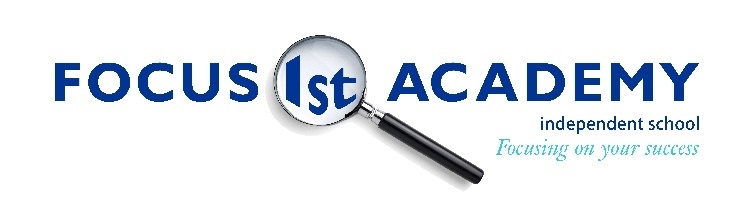 FOCUS 1st ACADEMY
independent school
Focusing on your success